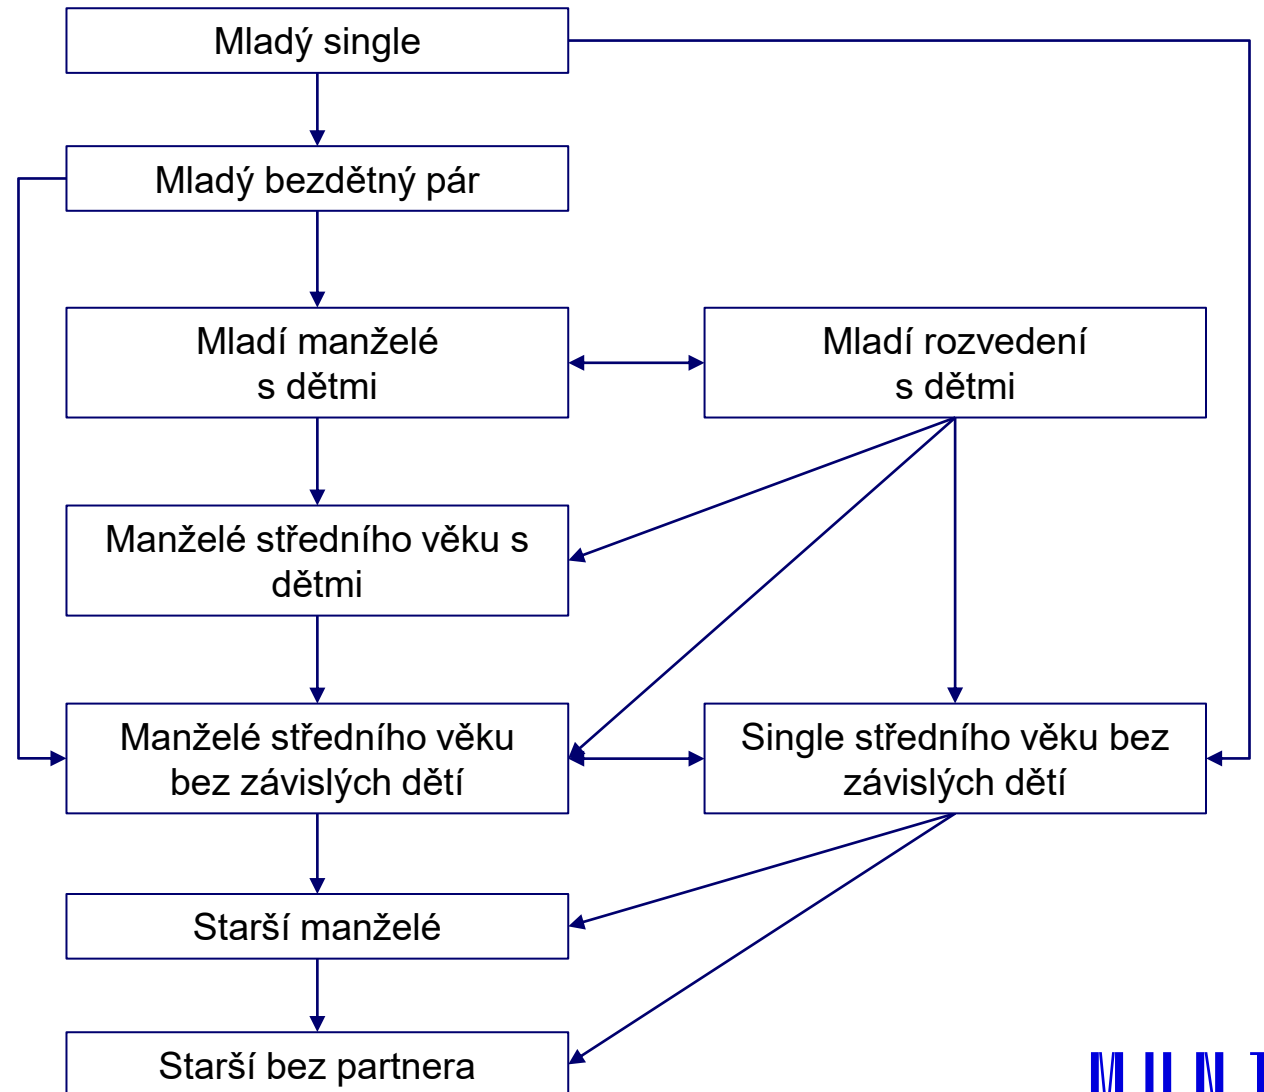 Mladý single
Mladý bezdětný pár
Mladí manželé
s dětmi
Mladí rozvedení
s dětmi
Manželé středního věku s
dětmi
Manželé středního věku
bez závislých dětí
Single středního věku bez
závislých dětí
Starší manželé
Starší bez partnera